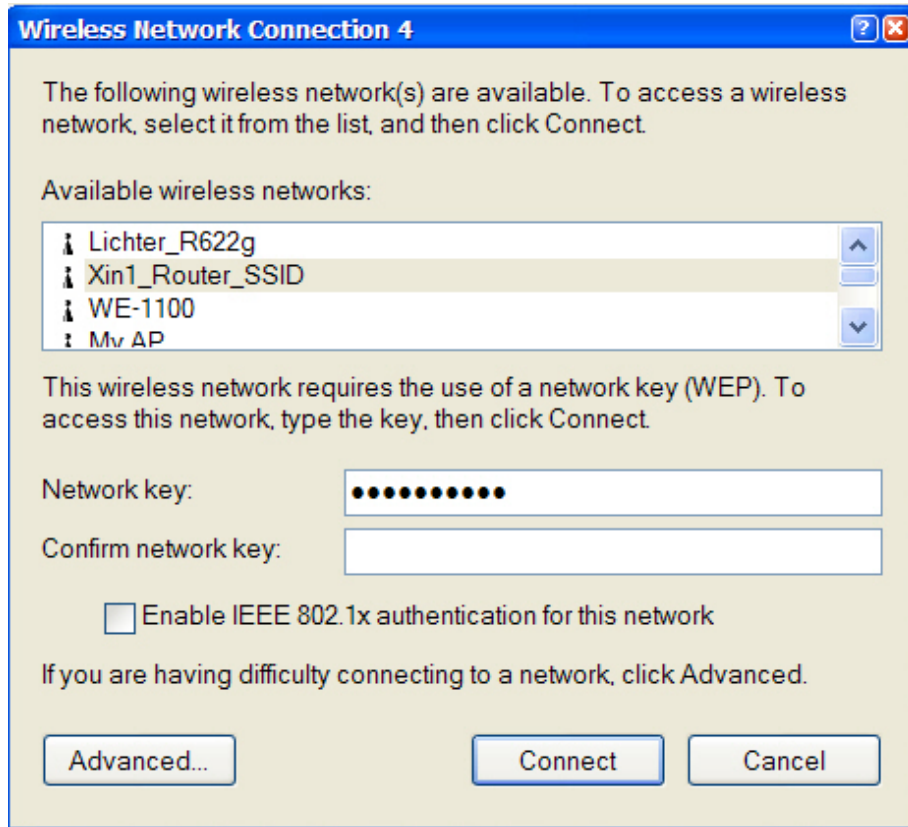 Wireless Network Connection 4
The following wireless network(s) are available. To access a wireless
network, select it from the list, and then click Connect.
Available wireless networks:
Lichter_R622g
Xin1_Router_SSID
WE-1100
My AP
This wireless network requires the use of a network key (WEP). To
access this network, type the key, then click Connect.
Network key: ●●●●●●●●●●
Confirm network key:
Enable IEEE 802.1x authentication for this network
If you are having difficulty connecting to a network, click Advanced.
Advanced... Connect Cancel